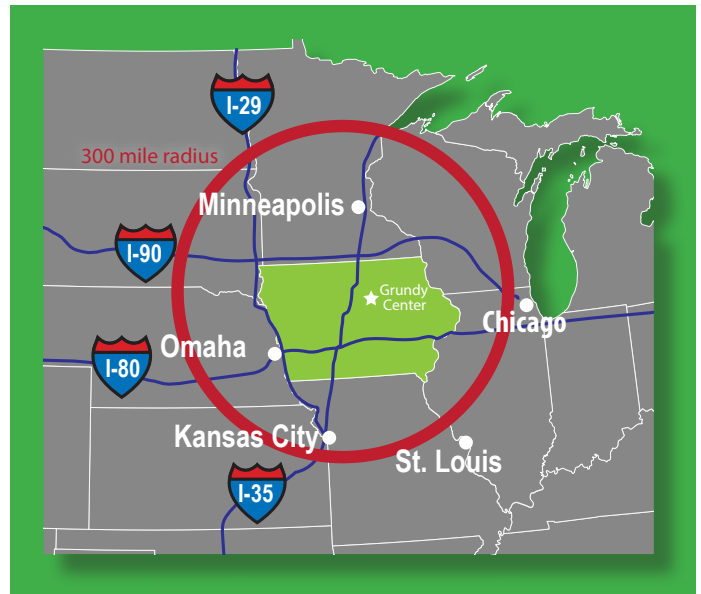 I-29
300 mile radius
Minneapolis
I-90
Grundy
Center
Chicago
Omaha
I-80
Kansas City
St. Louis
I-35